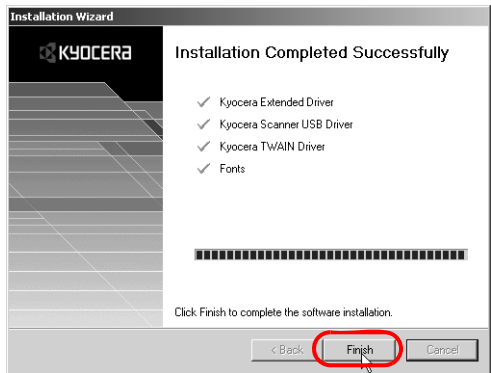 Installation Wizard
KYOCERA
Installation Completed Successfully
Kyocera Extended Driver
Kyocera Scanner USB Driver
Kyocera TWAIN Driver
Fonts
Click Finish to complete the software installation.
< Back
Finish
Cancel